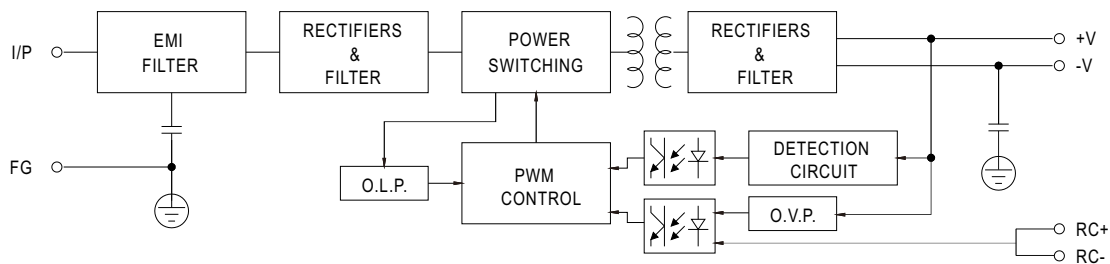 I/P
EMI
FILTER
RECTIFIERS
&
FILTER
POWER
SWITCHING
RECTIFIERS
&
FILTER
+V
-V
FG
O.L.P.
PWM
CONTROL
DETECTION
CIRCUIT
O.V.P.
RC+
RC-